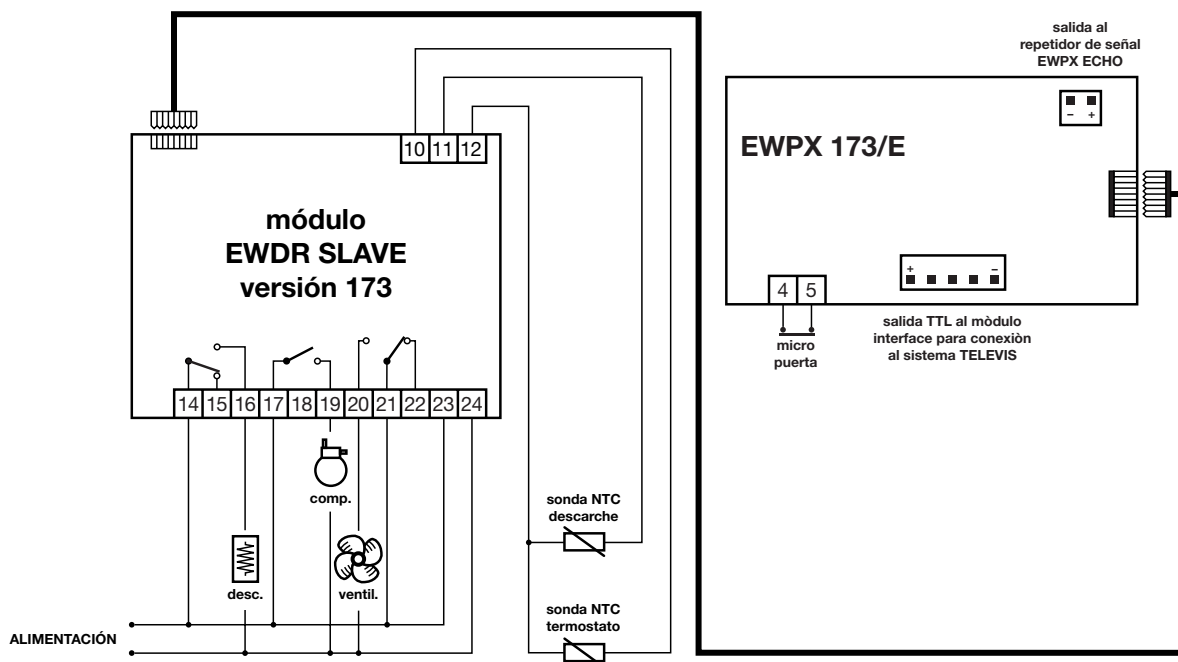 salida al
repetidor de señal
EWPX ECHO
10 11 12
EWPX 173/E
- +
módulo
EWDR SLAVE
versión 173
+ -
4 5
salida TTL al mòdulo
interface para conexiòn
al sistema TELEVIS
micro
puerta
14 15 16 17 18 19 20 21 22 23 24
comp.
sonda NTC
descarche
desc.
ventil.
sonda NTC
termostato
ALIMENTACIÓN